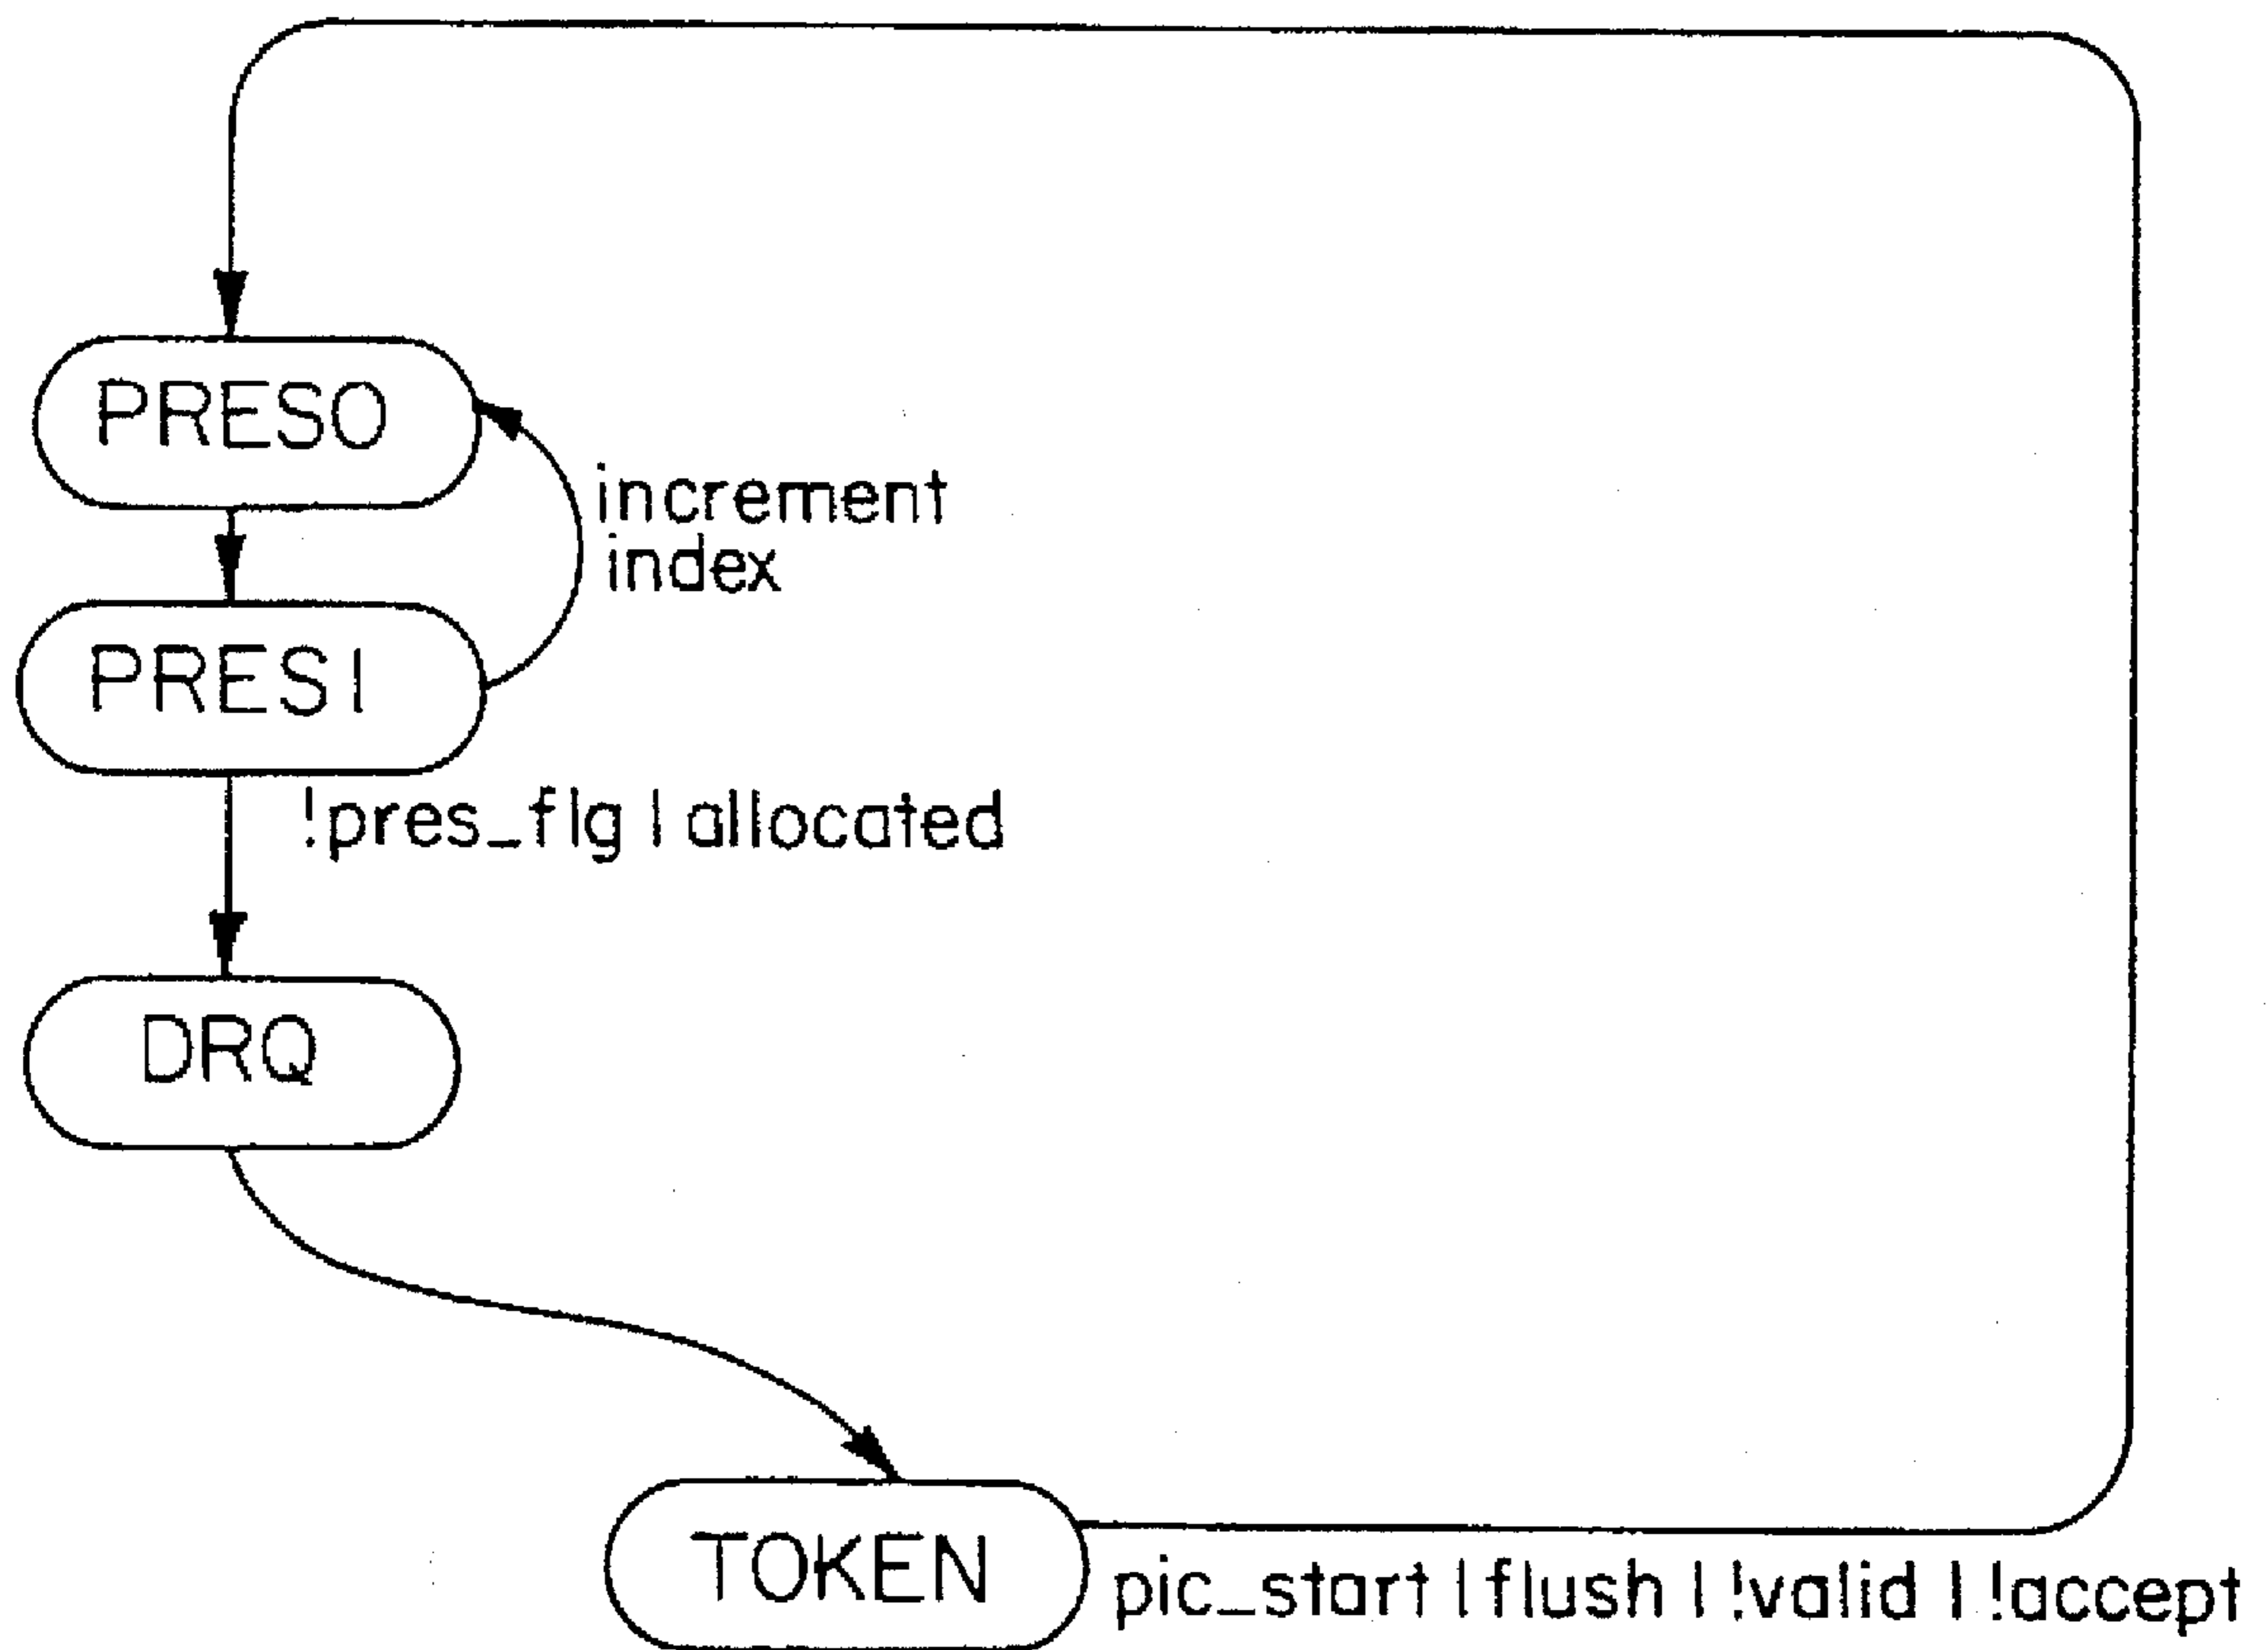 PRES0
increment
index
PRES1
!pres_flg | allocated
DRQ
TOKEN
pic_start | flush | !valid | !accept